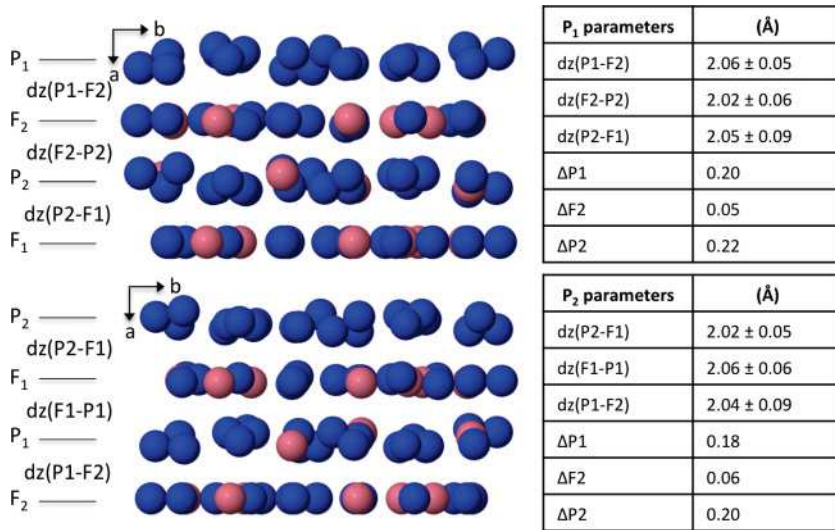 b
a
P₁
dz(P1-F2)
F₂
dz(F2-P2)
P₂
dz(P2-F1)
F₁
P₁ parameters (Å)
dz(P1-F2) 2.06 ± 0.05
dz(F2-P2) 2.02 ± 0.06
dz(P2-F1) 2.05 ± 0.09
ΔP1 0.20
ΔF2 0.05
ΔP2 0.22
b
a
P₂
dz(P2-F1)
F₁
dz(F1-P1)
P₁
dz(P1-F2)
F₂
P₂ parameters (Å)
dz(P2-F1) 2.02 ± 0.05
dz(F1-P1) 2.06 ± 0.06
dz(P1-F2) 2.04 ± 0.09
ΔP1 0.18
ΔF2 0.06
ΔP2 0.20